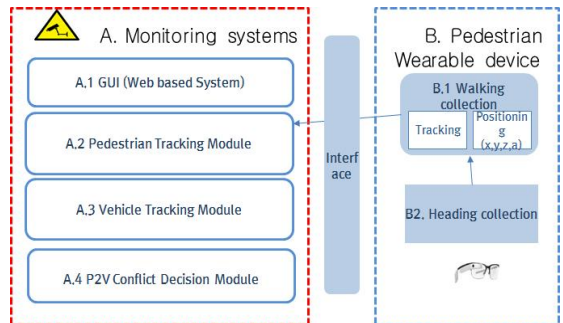 A. Monitoring systems
A.1 GUI (Web based System)
A.2 Pedestrian Tracking Module
A.3 Vehicle Tracking Module
A.4 P2V Conflict Decision Module
Interf
ace
B. Pedestrian
Wearable device
B.1 Walking
collection
Tracking
Positionin
g
(x,y,z,a)
B2. Heading collection